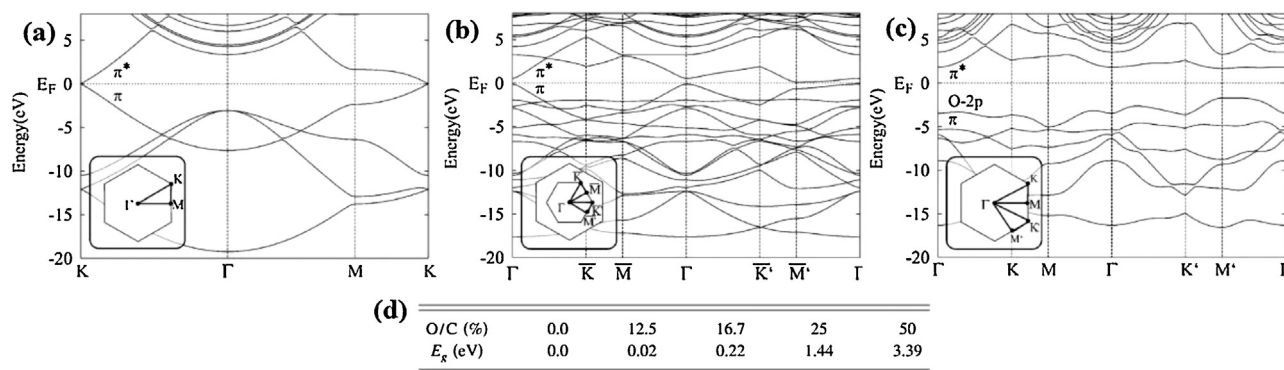 (a)
(b)
(c)
5
E_F
0
-5
-10
-15
-20
Energy(eV)
π*
π
K
Γ
M
K
K
Γ
M
5
E_F
0
-5
-10
-15
-20
Energy(eV)
π*
π
K
M
Γ
K'
M'
Γ
K̅
M̅
Γ
K̅‘
M̅‘
Γ
5
E_F
0
-5
-10
-15
-20
Energy(eV)
π*
O-2p
π
K
Γ
M
K
M‘
Γ
K
M
Γ
K‘
M‘
(d)
O/C (%) 0.0 12.5 16.7 25 50
E_g (eV) 0.0 0.02 0.22 1.44 3.39